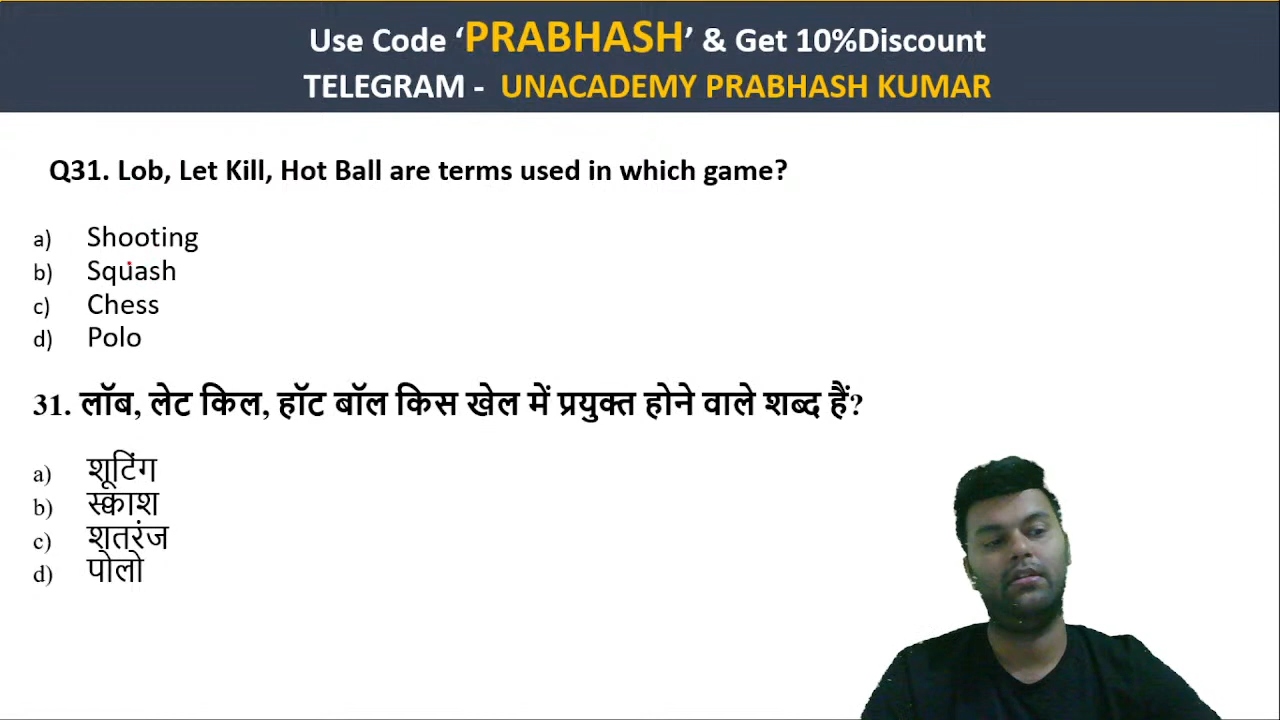 Use Code ‘PRABHASH’ & Get 10%Discount
TELEGRAM - UNACADEMY PRABHASH KUMAR
Q31. Lob, Let Kill, Hot Ball are terms used in which game?
a) Shooting
b) Squash
c) Chess
d) Polo
31. लॉब, लेट किल, हॉट बॉल किस खेल में प्रयुक्त होने वाले शब्द हैं?
a) शूटिंग
b) स्क्वाश
c) शतरंज
d) पोलो